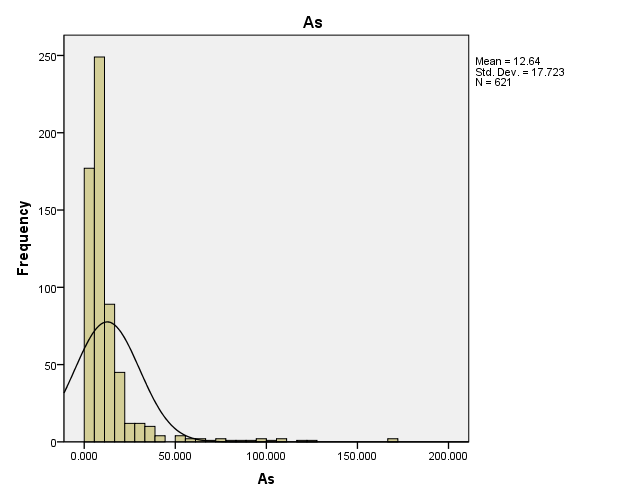 As
Mean = 12.64
Std. Dev. = 17.723
N = 621
250
200
150
100
50
0
Frequency
0.000 50.000 100.000 150.000 200.000
As